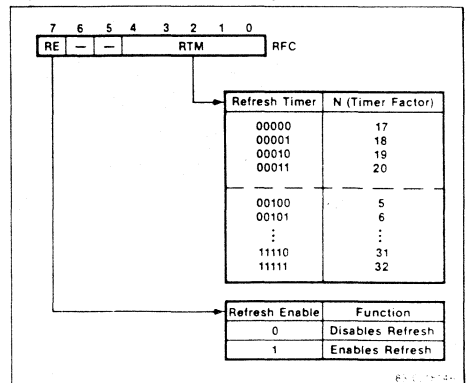 7 6 5 4 3 2 1 0
RE — — RTM RFC
Refresh Timer N (Timer Factor)
00000 17
00001 18
00010 19
00011 20
00100 5
00101 6
⋮ ⋮
11110 31
11111 32
Refresh Enable Function
0 Disables Refresh
1 Enables Refresh